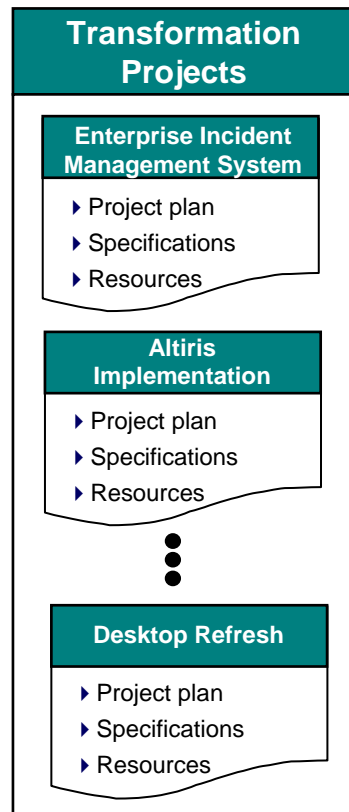 Transformation
Projects
Enterprise Incident
Management System
Project plan
Specifications
Resources
Altiris
Implementation
Project plan
Specifications
Resources
Desktop Refresh
Project plan
Specifications
Resources